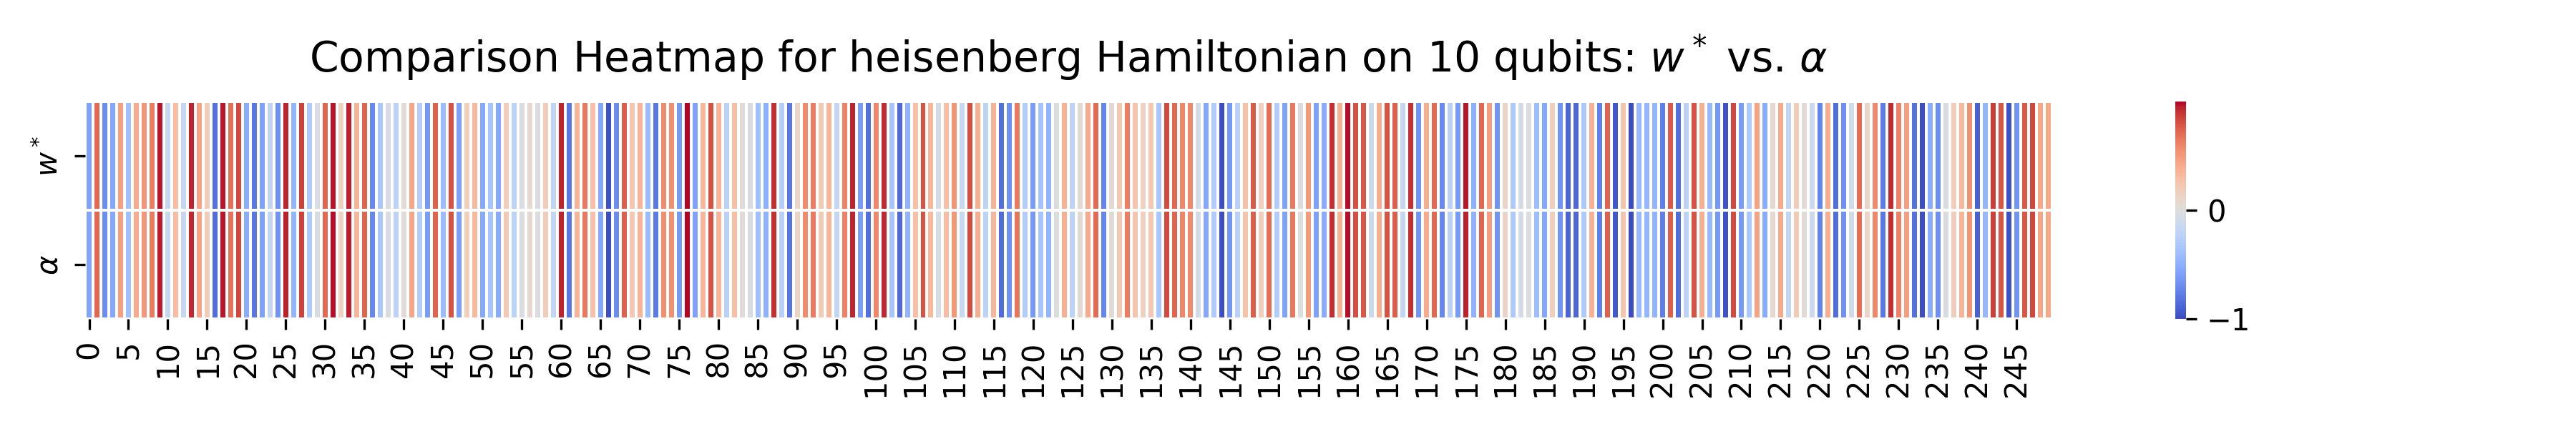 Comparison Heatmap for heisenberg Hamiltonian on 10 qubits: w* vs. α
w*
α
0 5 10 15 20 25 30 35 40 45 50 55 60 65 70 75 80 85 90 95 100 105 110 115 120 125 130 135 140 145 150 155 160 165 170 175 180 185 190 195 200 205 210 215 220 225 230 235 240 245
0
−1